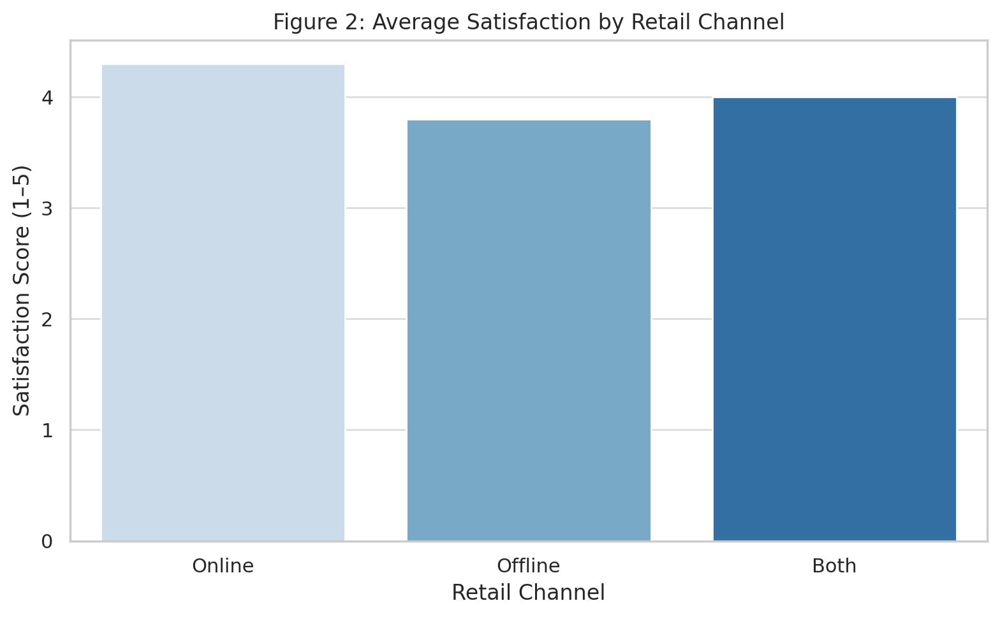 Figure 2: Average Satisfaction by Retail Channel
Satisfaction Score (1–5)
4
3
2
1
0
Online
Offline
Both
Retail Channel